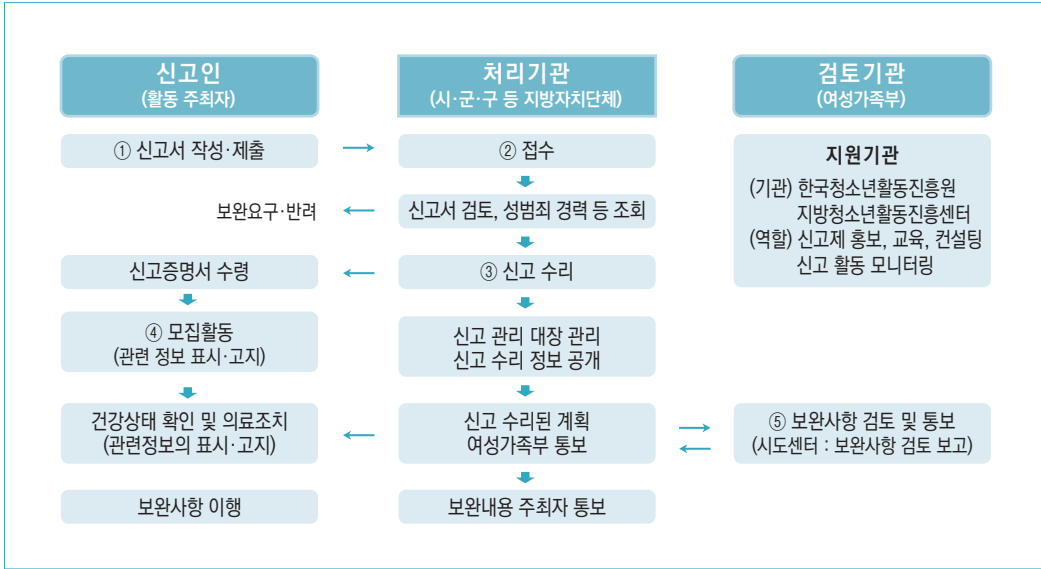 신고인
(활동 주최자)
처리기관
(시·군·구 등 지방자치단체)
검토기관
(여성가족부)
① 신고서 작성·제출
② 접수
지원기관
(기관) 한국청소년활동진흥원
지방청소년활동진흥센터
(역할) 신고제 홍보, 교육, 컨설팅
신고 활동 모니터링
보완요구·반려
신고서 검토, 성범죄 경력 등 조회
신고증명서 수령
③ 신고 수리
④ 모집활동
(관련 정보 표시·고지)
신고 관리 대장 관리
신고 수리 정보 공개
건강상태 확인 및 의료조치
(관련정보의 표시·고지)
신고 수리된 계획
여성가족부 통보
⑤ 보완사항 검토 및 통보
(시도센터 : 보완사항 검토 보고)
보완사항 이행
보완내용 주최자 통보